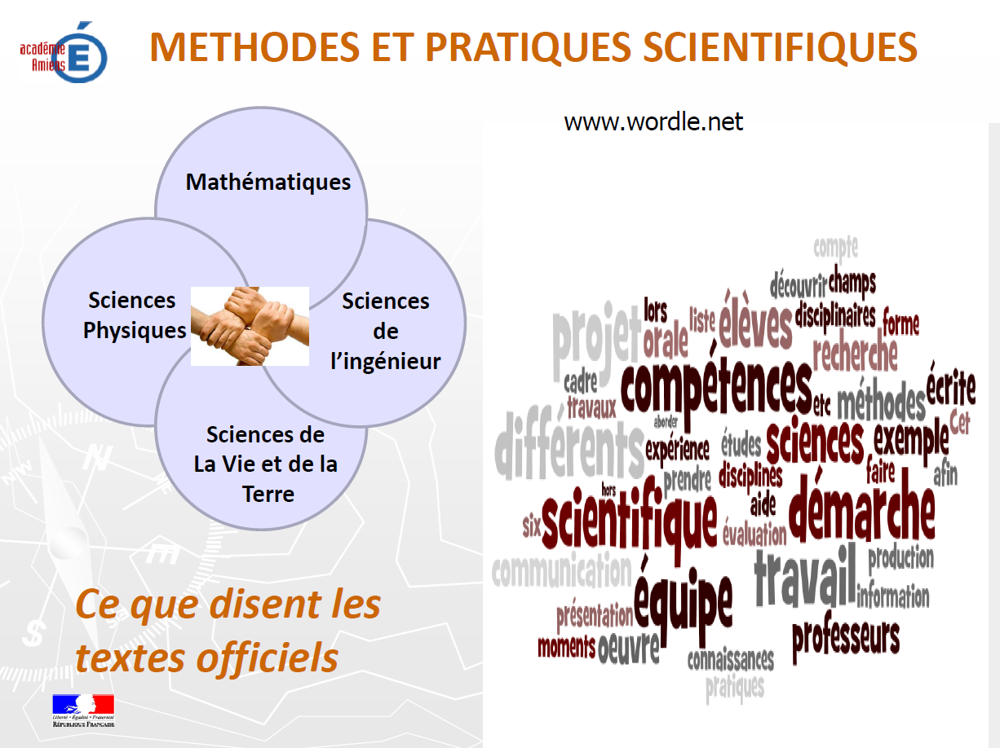 académie
Amiens
É
METHODES ET PRATIQUES SCIENTIFIQUES
www.wordle.net
Mathématiques
Sciences
Physiques
Sciences
de
l’ingénieur
Sciences de
La Vie et de la
Terre
Ce que disent les
textes officiels
Liberté • Égalité • Fraternité
RÉPUBLIQUE FRANÇAISE
N
NW
NE
E
SE
S
compte
découvrir
champs
projet
lors
orale
liste
élèves
disciplinaires
forme
recherche
cadre
travaux
compétences
etc
méthodes
écrite
aborder
Cet
différents
expérience
études
sciences
exemple
prendre
disciplines
faire
afin
hors
aide
six
scientifique
démarche
évaluation
communication
travail
production
équipe
information
présentation
professeurs
moments
oeuvre
connaissances
pratiques